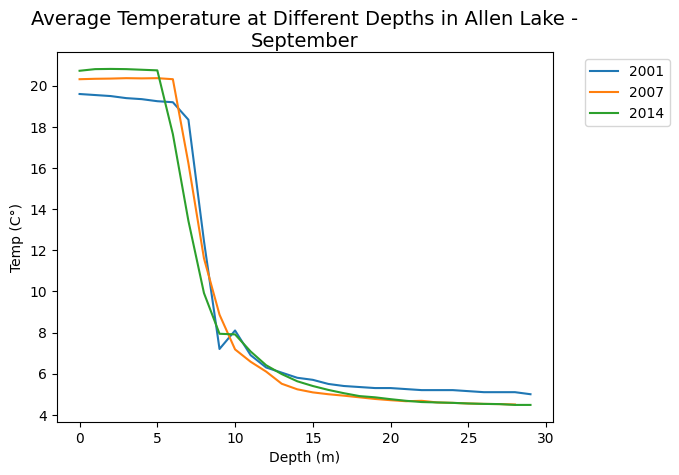 Average Temperature at Different Depths in Allen Lake -
September
2001
2007
2014
Temp (C°)
20
18
16
14
12
10
8
6
4
0 5 10 15 20 25 30
Depth (m)